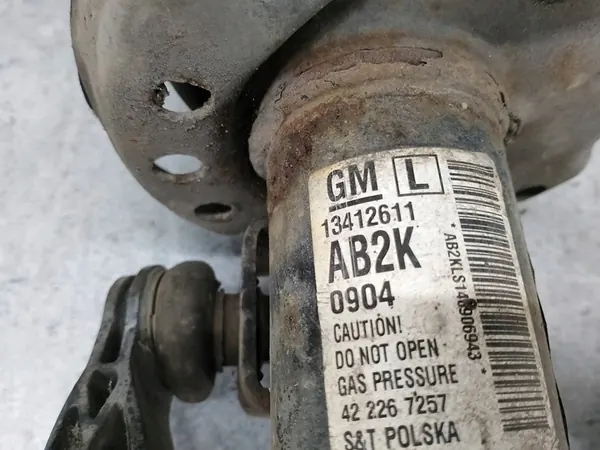 GM L
13412611
AB2K
0904
CAUTION!
DO NOT OPEN
GAS PRESSURE
42 226 7257
S&T POLSKA